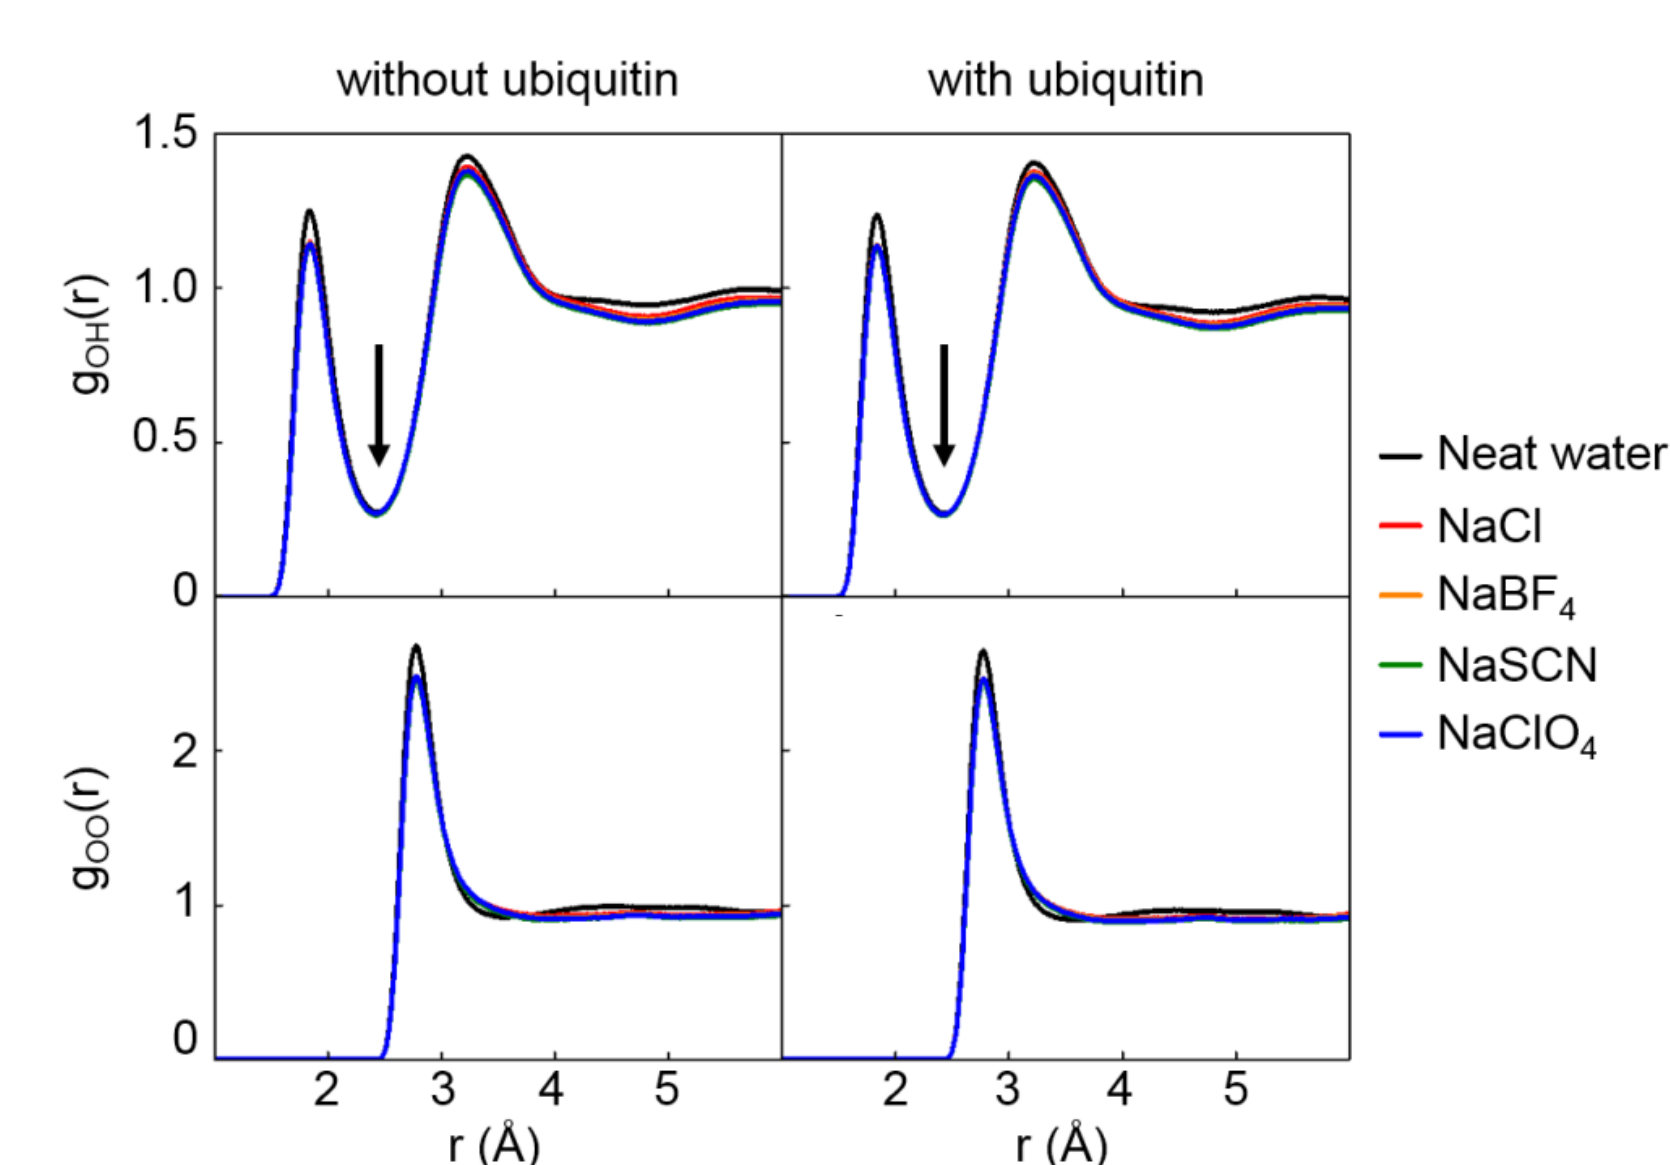 without ubiquitin
with ubiquitin
1.5
1.0
0.5
0
gOH(r)
2
1
0
gOO(r)
2 3 4 5
2 3 4 5
r (Å)
r (Å)
Neat water
NaCl
NaBF4
NaSCN
NaClO4